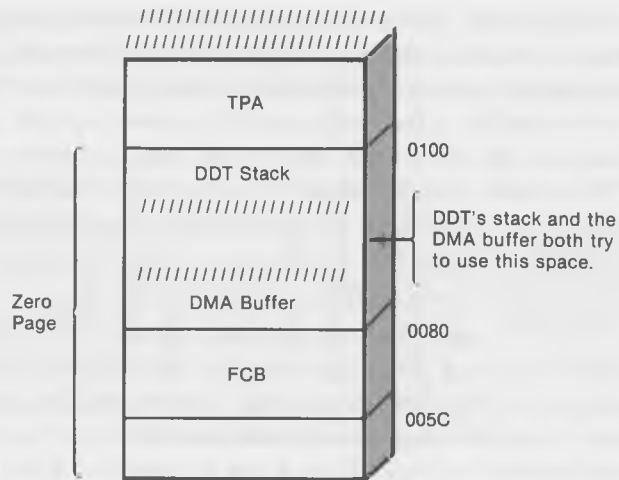 TPA
0100
DDT Stack
DDT's stack and the
DMA buffer both try
to use this space.
DMA Buffer
Zero
Page
0080
FCB
005C